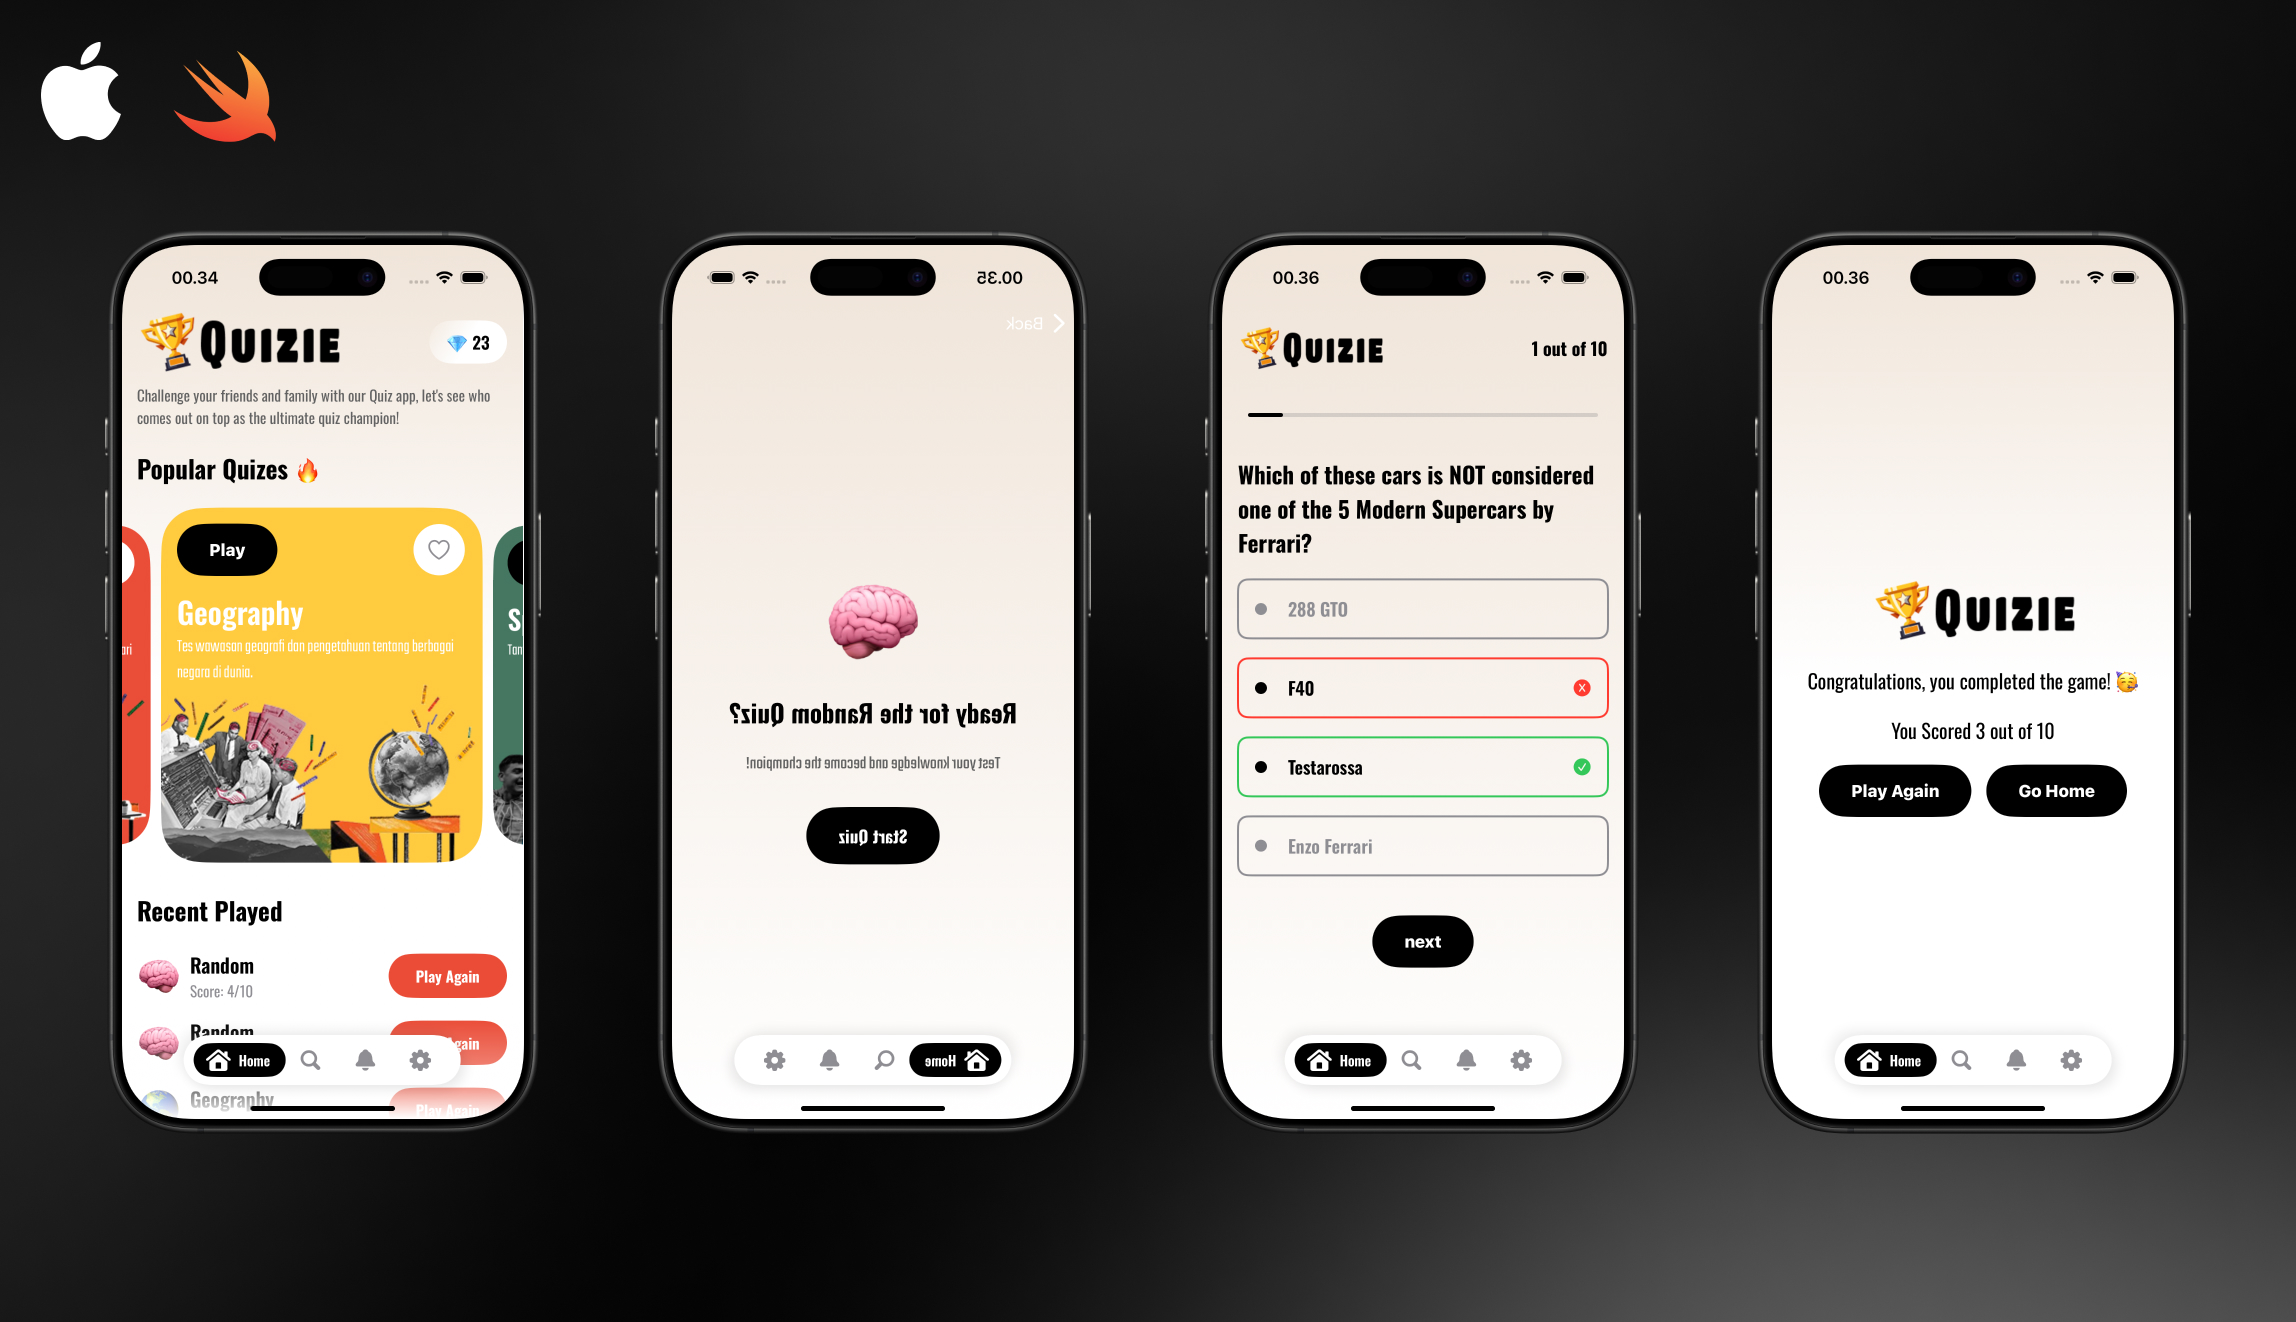 00.34
QUIZIE
23
Challenge your friends and family with our Quiz app, let's see who
comes out on top as the ultimate quiz champion!
Popular Quizes 🔥
Play
Geography
Tes wawasan geografi dan pengetahuan tentang berbagai
negara di dunia.
ari
S
Tan
Recent Played
Random
Score: 4/10
Play Again
Random
gain
Geography
Play Again
Home
00.35
Back
Ready for the Random Quiz?
Test your knowledge and become the champion!
Start Quiz
Home
00.36
QUIZIE
1 out of 10
Which of these cars is NOT considered
one of the 5 Modern Supercars by
Ferrari?
288 GTO
F40
Testarossa
Enzo Ferrari
next
Home
00.36
QUIZIE
Congratulations, you completed the game! 🥳
You Scored 3 out of 10
Play Again
Go Home
Home